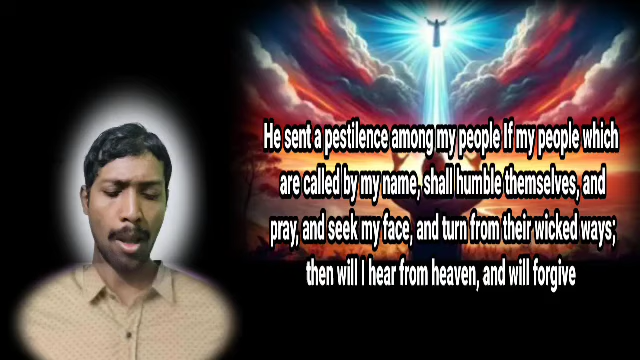 He sent a pestilence among my people If my people which
are called by my name, shall humble themselves, and
pray, and seek my face, and turn from their wicked ways;
then will I hear from heaven, and will forgive